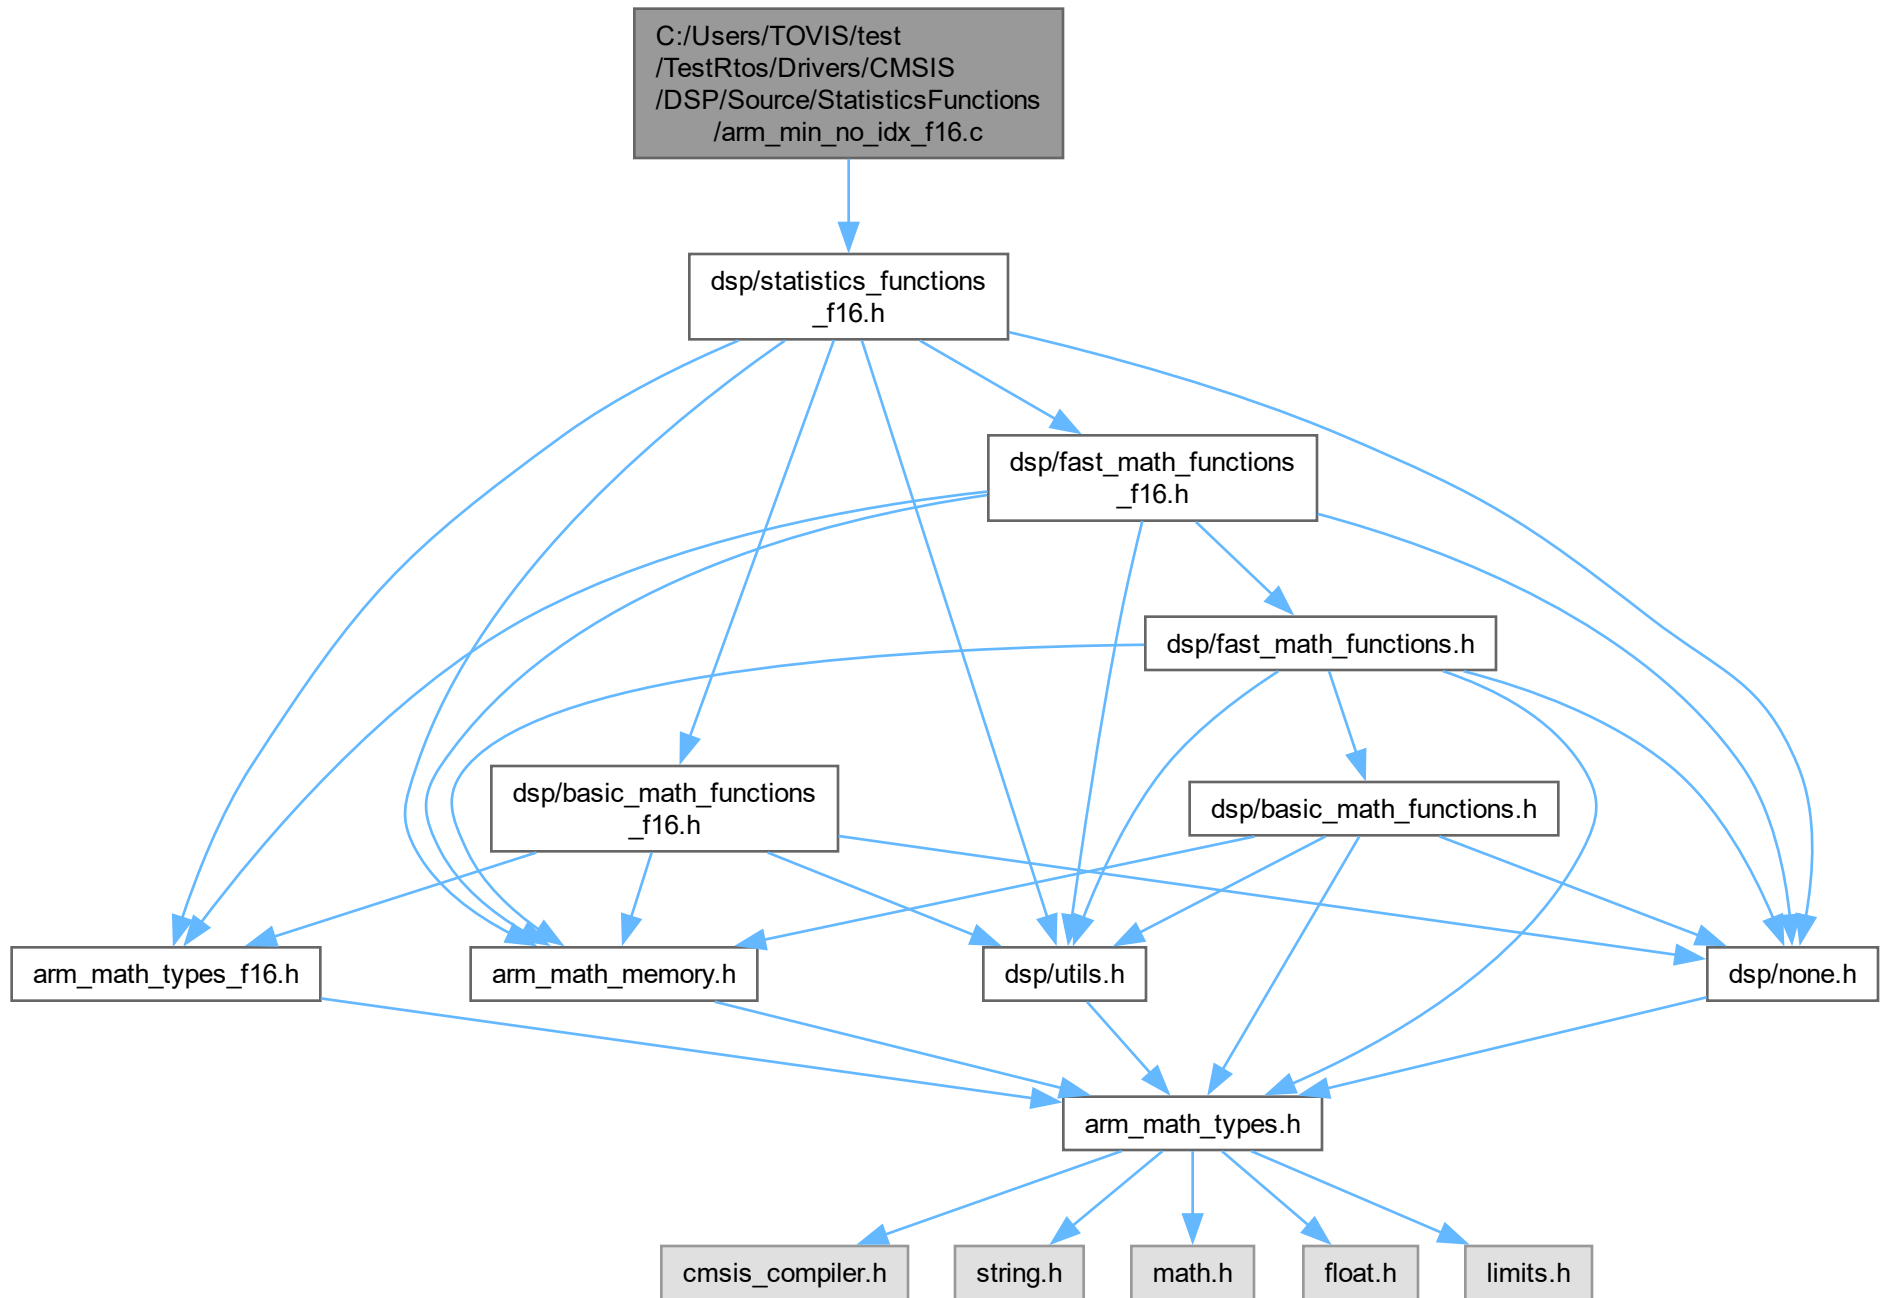 C:/Users/TOVIS/test
/TestRtos/Drivers/CMSIS
/DSP/Source/StatisticsFunctions
/arm_min_no_idx_f16.c
dsp/statistics_functions
_f16.h
dsp/fast_math_functions
_f16.h
dsp/fast_math_functions.h
dsp/basic_math_functions
_f16.h
dsp/basic_math_functions.h
arm_math_types_f16.h
arm_math_memory.h
dsp/utils.h
dsp/none.h
arm_math_types.h
cmsis_compiler.h
string.h
math.h
float.h
limits.h